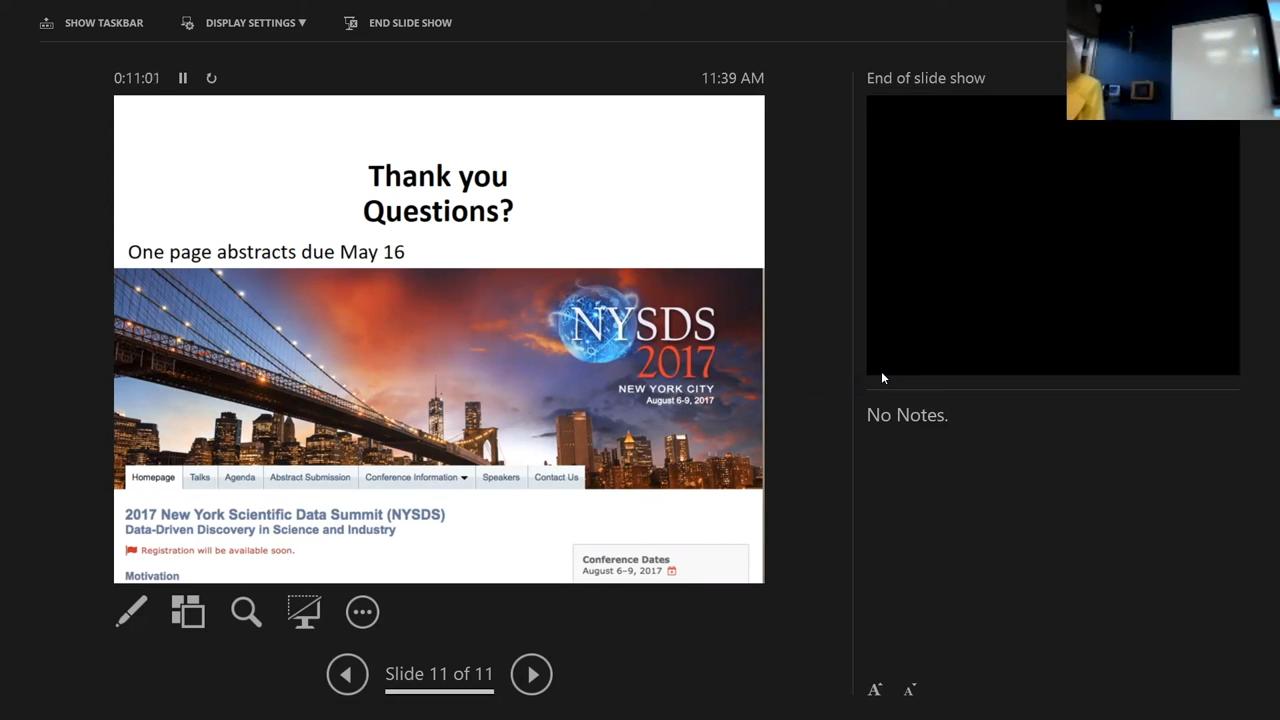 SHOW TASKBAR
DISPLAY SETTINGS ▼
END SLIDE SHOW
0:11:01
11:39 AM
Thank you
Questions?
One page abstracts due May 16
NYSDS
2017
NEW YORK CITY
August 6-9, 2017
Homepage
Talks
Agenda
Abstract Submission
Conference Information
Speakers
Contact Us
2017 New York Scientific Data Summit (NYSDS)
Data-Driven Discovery in Science and Industry
Registration will be available soon.
Motivation
Conference Dates
August 6–9, 2017
Slide 11 of 11
End of slide show
No Notes.
A
A